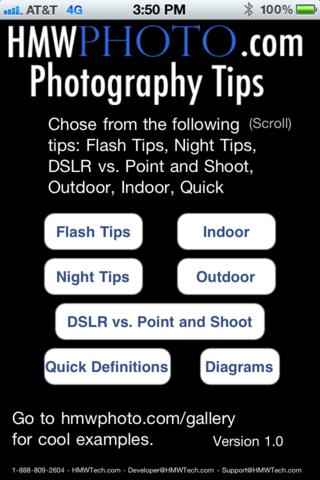 AT&T 4G 3:50 PM 100%
HMWPHOTO.com
Photography Tips
Chose from the following (Scroll)
tips: Flash Tips, Night Tips,
DSLR vs. Point and Shoot,
Outdoor, Indoor, Quick
Flash Tips Indoor
Night Tips Outdoor
DSLR vs. Point and Shoot
Quick Definitions Diagrams
Go to hmwphoto.com/gallery
for cool examples. Version 1.0
1-888-809-2604 - HMWTech.com - Developer@HMWTech.com - Support@HMWTech.com